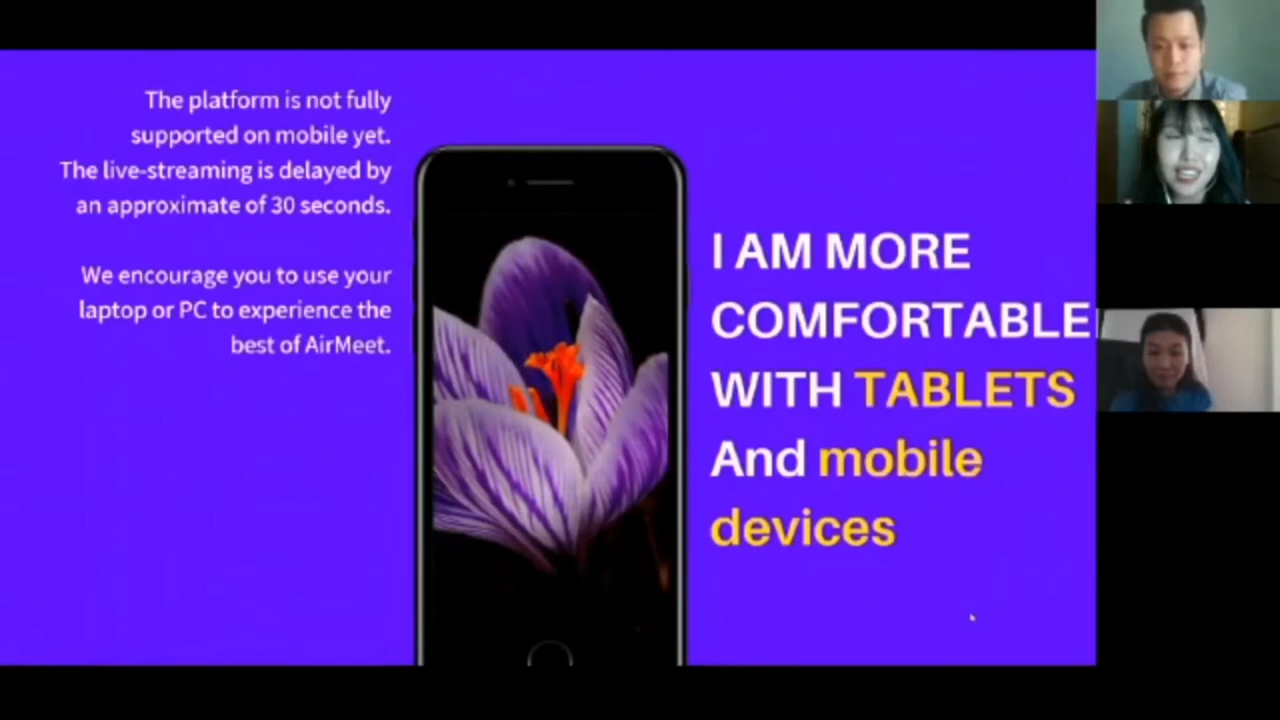 The platform is not fully
supported on mobile yet.
The live-streaming is delayed by
an approximate of 30 seconds.
We encourage you to use your
laptop or PC to experience the
best of AirMeet.
I AM MORE
COMFORTABLE
WITH TABLETS
And mobile
devices